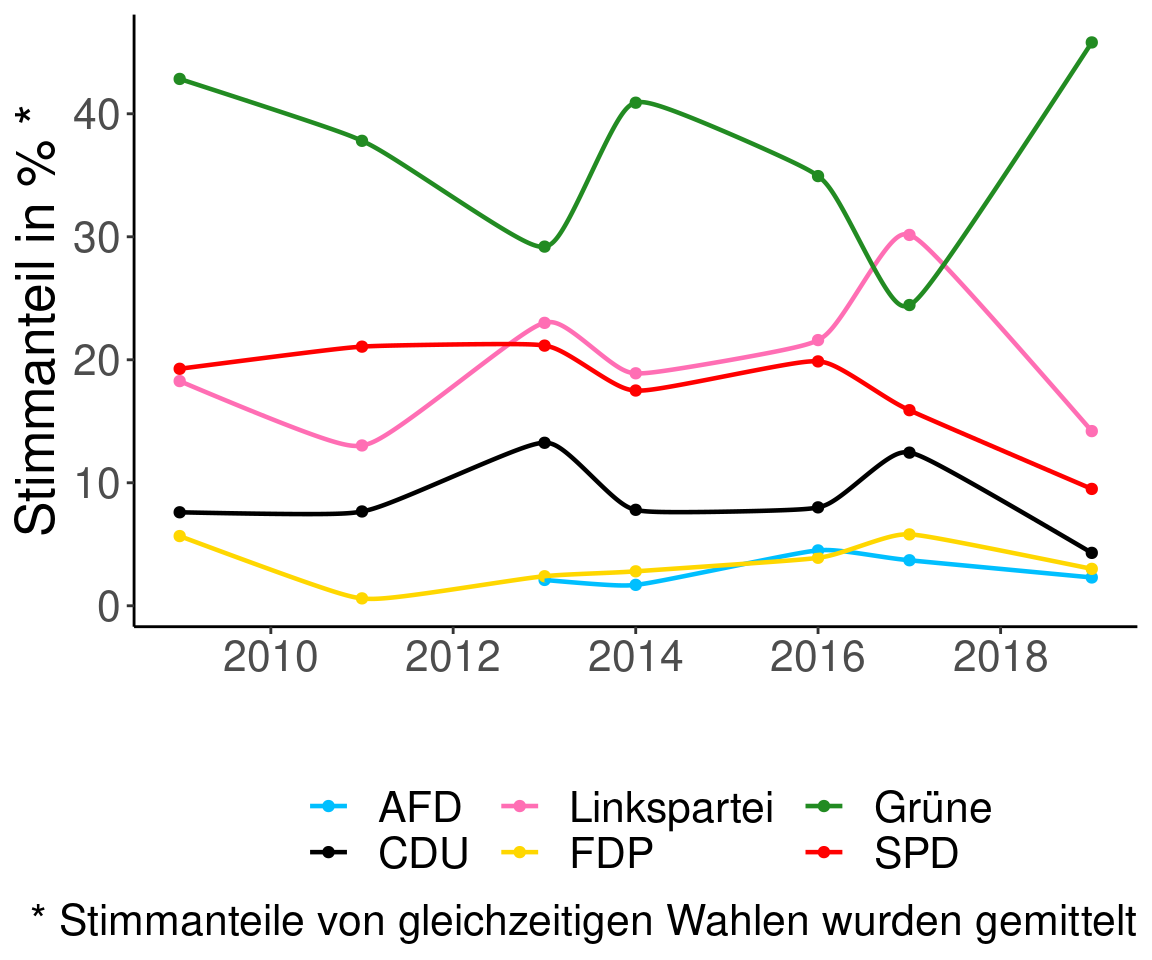 Stimmanteil in % *
40
30
20
10
0
2010 2012 2014 2016 2018
AFD Linkspartei Grüne
CDU FDP SPD
* Stimmanteile von gleichzeitigen Wahlen wurden gemittelt